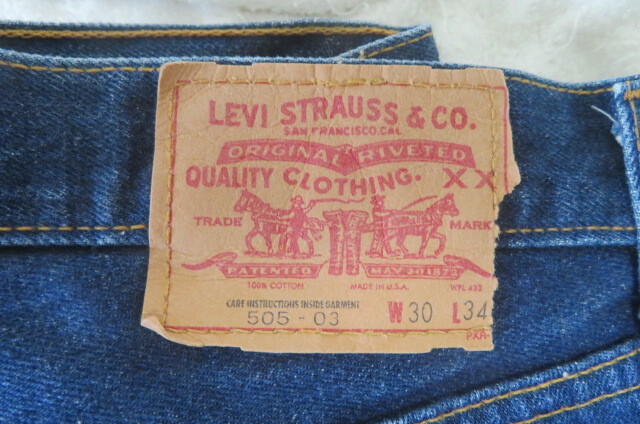 LEVI STRAUSS & CO.
SAN FRANCISCO.CAL
ORIGINAL RIVETED
QUALITY CLOTHING. XX
TRADE MARK
PATENTED MAY 20 1873
100% COTTON MADE IN U.S.A. WPL 423
CARE INSTRUCTIONS INSIDE GARMENT
505 - 03 W 30 L 34